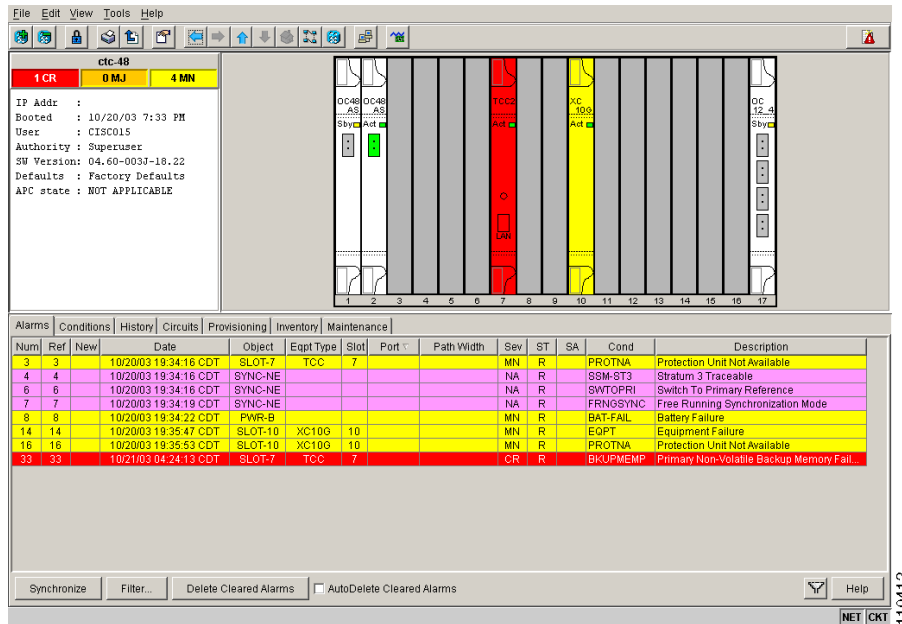 File Edit View Tools Help
ctc-48
1 CR 0 MJ 4 MN
IP Addr :
Booted : 10/20/03 7:33 PM
User : CISCO15
Authority : Superuser
SW Version: 04.60-003J-18.22
Defaults : Factory Defaults
APC state : NOT APPLICABLE
OC48 AS OC48 AS TCC2 XC 10G OC 12_4
Sby Act Act Act Sby
LAN
1 2 3 4 5 6 7 8 9 10 11 12 13 14 15 16 17
Alarms Conditions History Circuits Provisioning Inventory Maintenance
Num Ref New Date Object Eqpt Type Slot Port Path Width Sev ST SA Cond Description
3 3 10/20/03 19:34:16 CDT SLOT-7 TCC 7 MN R PROTNA Protection Unit Not Available
4 4 10/20/03 19:34:16 CDT SYNC-NE NA R SSM-ST3 Stratum 3 Traceable
6 6 10/20/03 19:34:16 CDT SYNC-NE NA R SWTOPRI Switch To Primary Reference
7 7 10/20/03 19:34:19 CDT SYNC-NE NA R FRNGSYNC Free Running Synchronization Mode
8 8 10/20/03 19:34:22 CDT PWR-B MN R BAT-FAIL Battery Failure
14 14 10/20/03 19:35:47 CDT SLOT-10 XC10G 10 MN R EQPT Equipment Failure
16 16 10/20/03 19:35:53 CDT SLOT-10 XC10G 10 MN R PROTNA Protection Unit Not Available
33 33 10/21/03 04:24:13 CDT SLOT-7 TCC 7 CR R BKUPMEMP Primary Non-Volatile Backup Memory Fail...
Synchronize Filter... Delete Cleared Alarms AutoDelete Cleared Alarms Help
NET CKT
110412